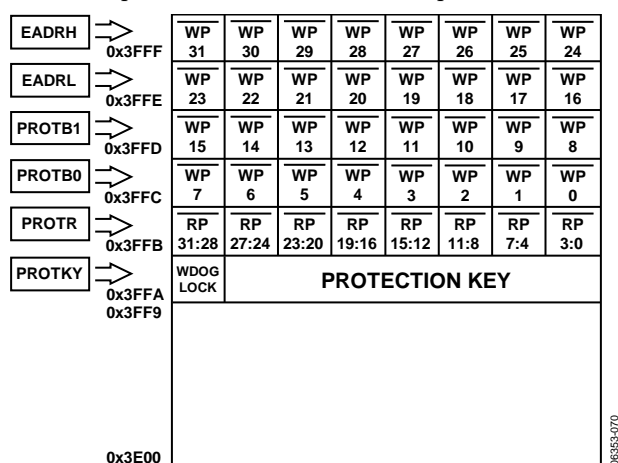 EADRH
0x3FFF
WP 31 WP 30 WP 29 WP 28 WP 27 WP 26 WP 25 WP 24
EADRL
0x3FFE
WP 23 WP 22 WP 21 WP 20 WP 19 WP 18 WP 17 WP 16
PROTB1
0x3FFD
WP 15 WP 14 WP 13 WP 12 WP 11 WP 10 WP 9 WP 8
PROTB0
0x3FFC
WP 7 WP 6 WP 5 WP 4 WP 3 WP 2 WP 1 WP 0
PROTR
0x3FFB
RP 31:28 RP 27:24 RP 23:20 RP 19:16 RP 15:12 RP 11:8 RP 7:4 RP 3:0
PROTKY
0x3FFA
WDOG LOCK PROTECTION KEY
0x3FF9
0x3E00
06353-070